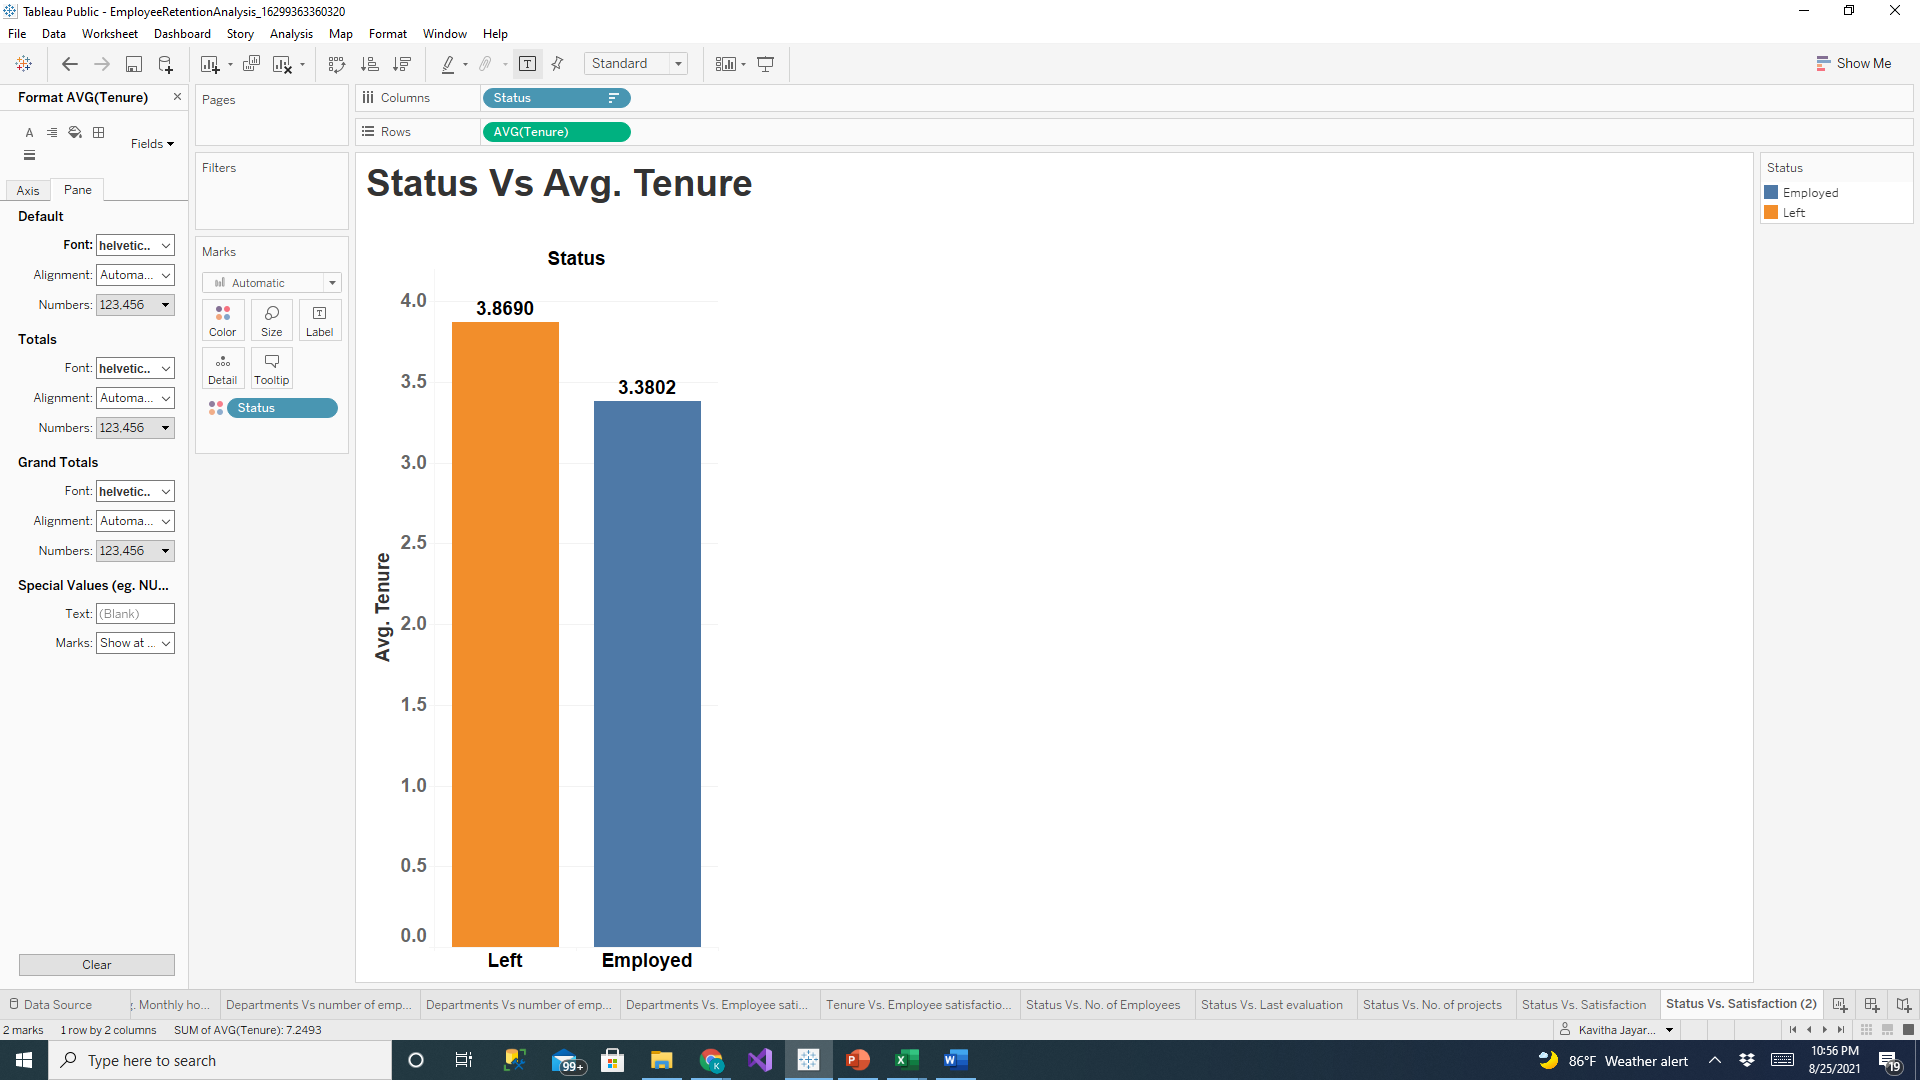 Tableau Public - EmployeeRetentionAnalysis_16299363360320
File Data Worksheet Dashboard Story Analysis Map Format Window Help
Standard
Show Me
Format AVG(Tenure)
Fields
Axis Pane
Default
Font: helvetic..
Alignment: Automa...
Numbers: 123,456
Totals
Font: helvetic..
Alignment: Automa...
Numbers: 123,456
Grand Totals
Font: helvetic..
Alignment: Automa...
Numbers: 123,456
Special Values (eg. NU...
Text: (Blank)
Marks: Show at ...
Clear
Pages
Filters
Marks
Automatic
Color Size Label
Detail Tooltip
Status
Columns Status
Rows AVG(Tenure)
Status Vs Avg. Tenure
Status
Avg. Tenure
4.0
3.5
3.0
2.5
2.0
1.5
1.0
0.5
0.0
3.8690
3.3802
Left Employed
Status
Employed
Left
Data Source
g. Monthly ho...
Departments Vs number of emp...
Departments Vs number of emp...
Departments Vs. Employee sati...
Tenure Vs. Employee satisfactio...
Status Vs. No. of Employees
Status Vs. Last evaluation
Status Vs. No. of projects
Status Vs. Satisfaction
Status Vs. Satisfaction (2)
2 marks 1 row by 2 columns SUM of AVG(Tenure): 7.2493
Kavitha Jayar...
Type here to search
99+
K
86°F Weather alert
10:56 PM
8/25/2021
19